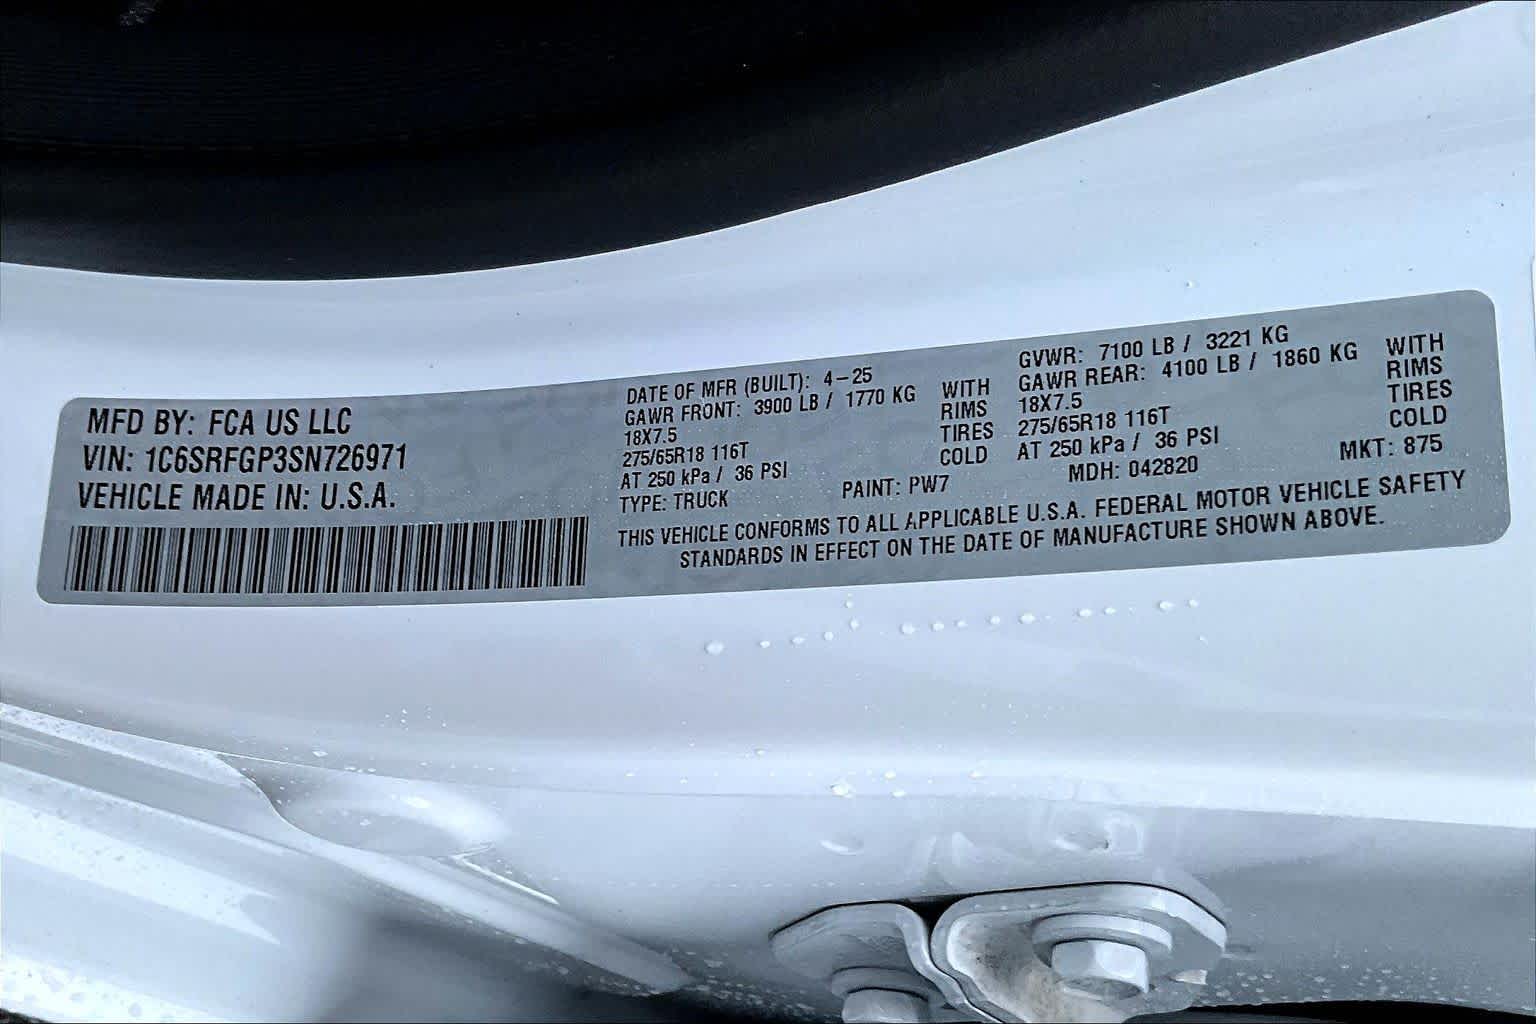 MFD BY: FCA US LLC
VIN: 1C6SRFGP3SN726971
VEHICLE MADE IN: U.S.A.
DATE OF MFR (BUILT): 4-25
GAWR FRONT: 3900 LB / 1770 KG WITH
18X7.5 RIMS
275/65R18 116T TIRES
AT 250 kPa / 36 PSI COLD
TYPE: TRUCK PAINT: PW7
GVWR: 7100 LB / 3221 KG
GAWR REAR: 4100 LB / 1860 KG WITH
18X7.5 RIMS
275/65R18 116T TIRES
AT 250 kPa / 36 PSI COLD
MDH: 042820 MKT: 875
THIS VEHICLE CONFORMS TO ALL APPLICABLE U.S.A. FEDERAL MOTOR VEHICLE SAFETY
STANDARDS IN EFFECT ON THE DATE OF MANUFACTURE SHOWN ABOVE.